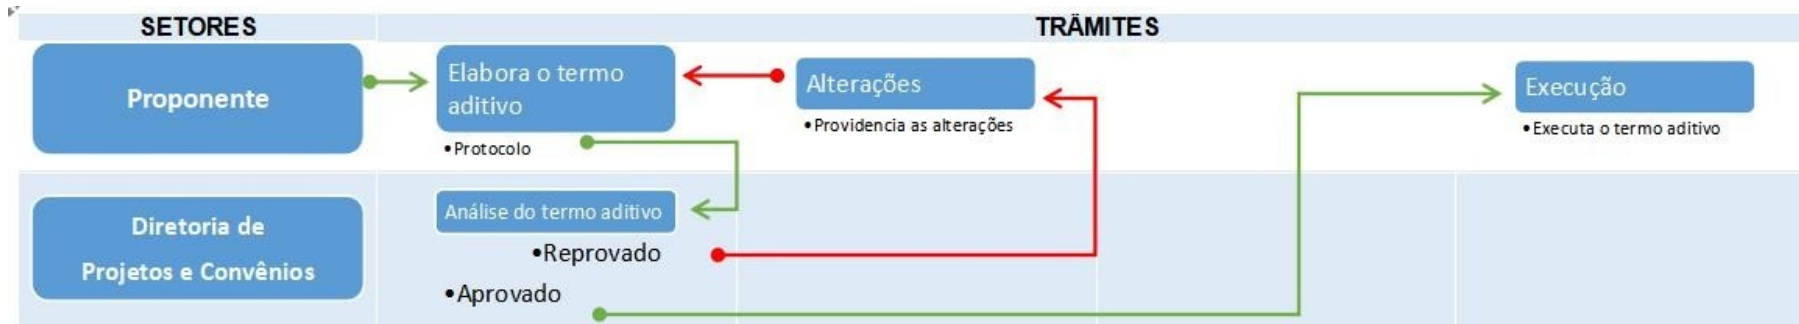 SETORES
TRÂMITES
Proponente
Elabora o termo
aditivo
•Protocolo
Alterações
•Providencia as alterações
Execução
•Executa o termo aditivo
Diretoria de
Projetos e Convênios
Análise do termo aditivo
•Reprovado
•Aprovado